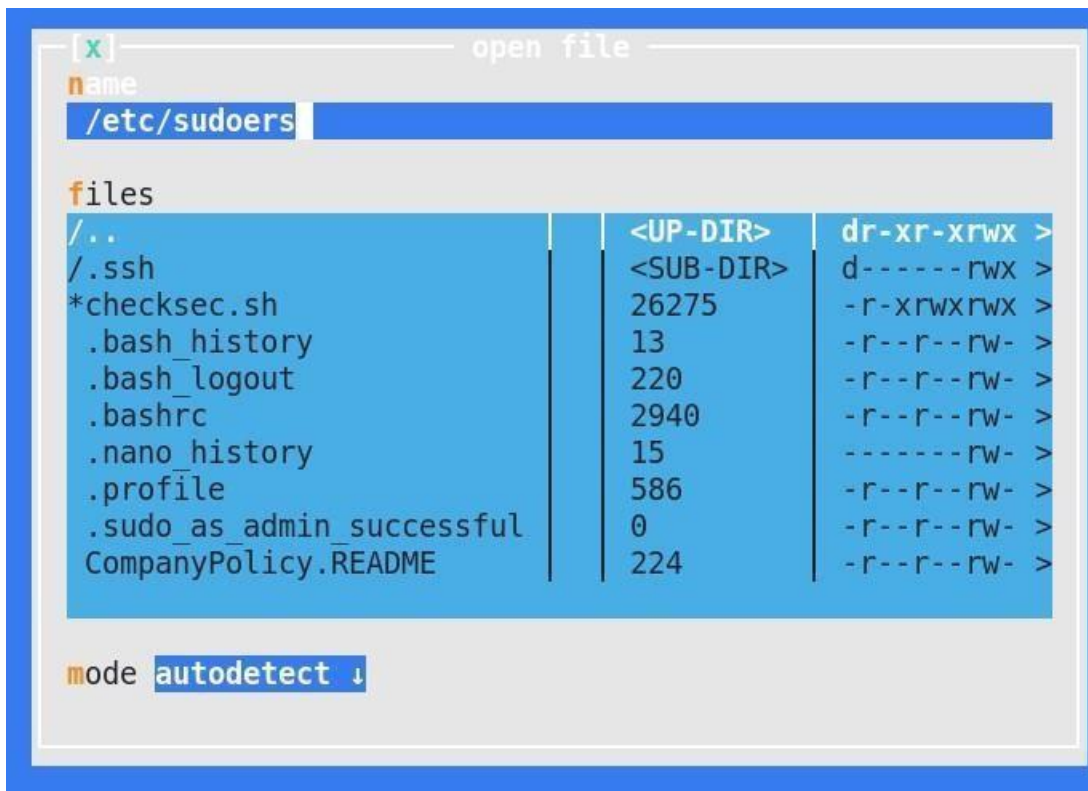 [x] open file
name
/etc/sudoers
files
/.. <UP-DIR> dr-xr-xrwx >
/.ssh <SUB-DIR> d------rwx >
*checksec.sh 26275 -r-xrwxrwx >
.bash_history 13 -r--r--rw- >
.bash_logout 220 -r--r--rw- >
.bashrc 2940 -r--r--rw- >
.nano_history 15 -------rw- >
.profile 586 -r--r--rw- >
.sudo_as_admin_successful 0 -r--r--rw- >
CompanyPolicy.README 224 -r--r--rw- >
mode autodetect ↓